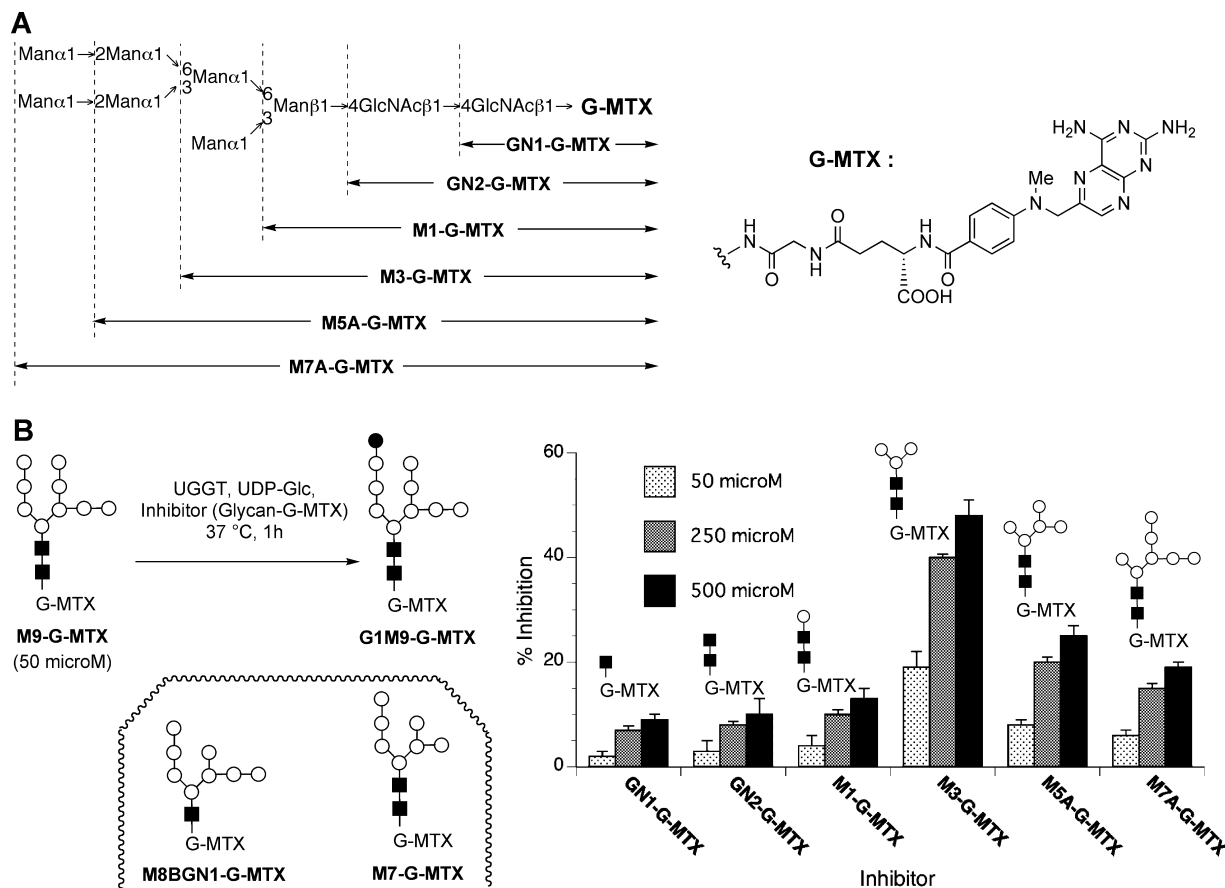 A
Manα1→2Manα1
6
3
Manα1
6
3
Manα1→2Manα1
Manβ1→4GlcNAcβ1→4GlcNAcβ1→ G-MTX
Manα1
GN1-G-MTX
GN2-G-MTX
M1-G-MTX
M3-G-MTX
M5A-G-MTX
M7A-G-MTX
G-MTX :
NH
O
O
N
H
H
N
COOH
O
Me
N
H₂N
N
NH₂
N
N
N
B
UGGT, UDP-Glc,
Inhibitor (Glycan-G-MTX)
37 °C, 1h
G-MTX
M9-G-MTX
(50 microM)
G-MTX
G1M9-G-MTX
G-MTX
M8BGN1-G-MTX
G-MTX
M7-G-MTX
% Inhibition
60
40
20
0
50 microM
250 microM
500 microM
G-MTX
G-MTX
G-MTX
G-MTX
G-MTX
G-MTX
GN1-G-MTX
GN2-G-MTX
M1-G-MTX
M3-G-MTX
M5A-G-MTX
M7A-G-MTX
Inhibitor